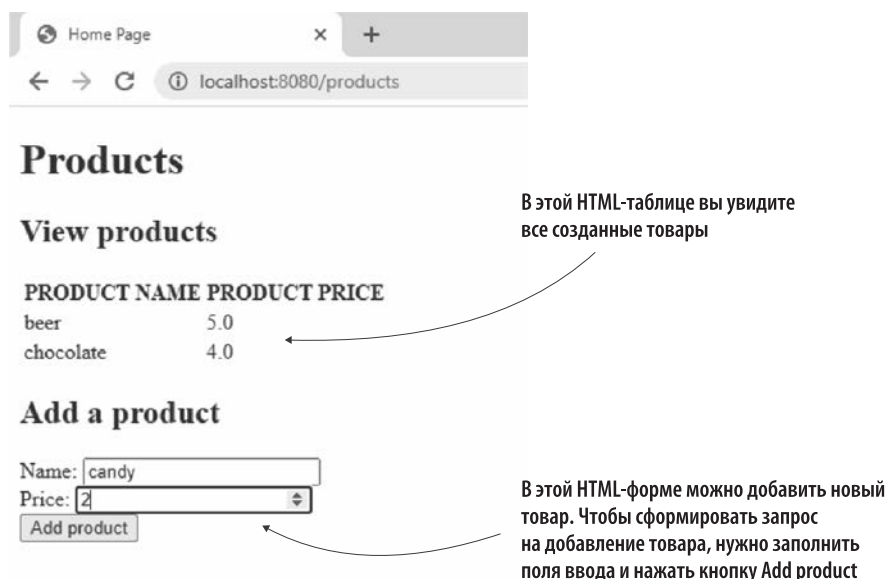 Home Page
localhost:8080/products
Products
View products
PRODUCT NAME PRODUCT PRICE
beer 5.0
chocolate 4.0
Add a product
Name: candy
Price: 2
Add product
В этой HTML-таблице вы увидите
все созданные товары
В этой HTML-форме можно добавить новый
товар. Чтобы сформировать запрос
на добавление товара, нужно заполнить
поля ввода и нажать кнопку Add product